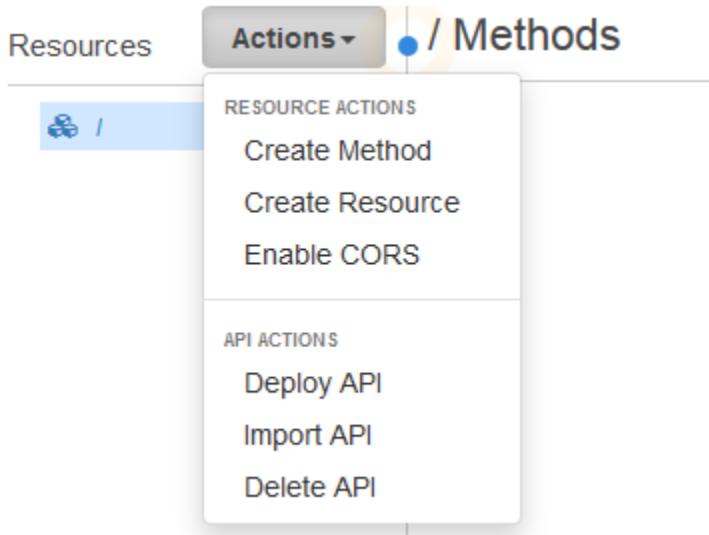 Resources
Actions
/ Methods
/
RESOURCE ACTIONS
Create Method
Create Resource
Enable CORS
API ACTIONS
Deploy API
Import API
Delete API